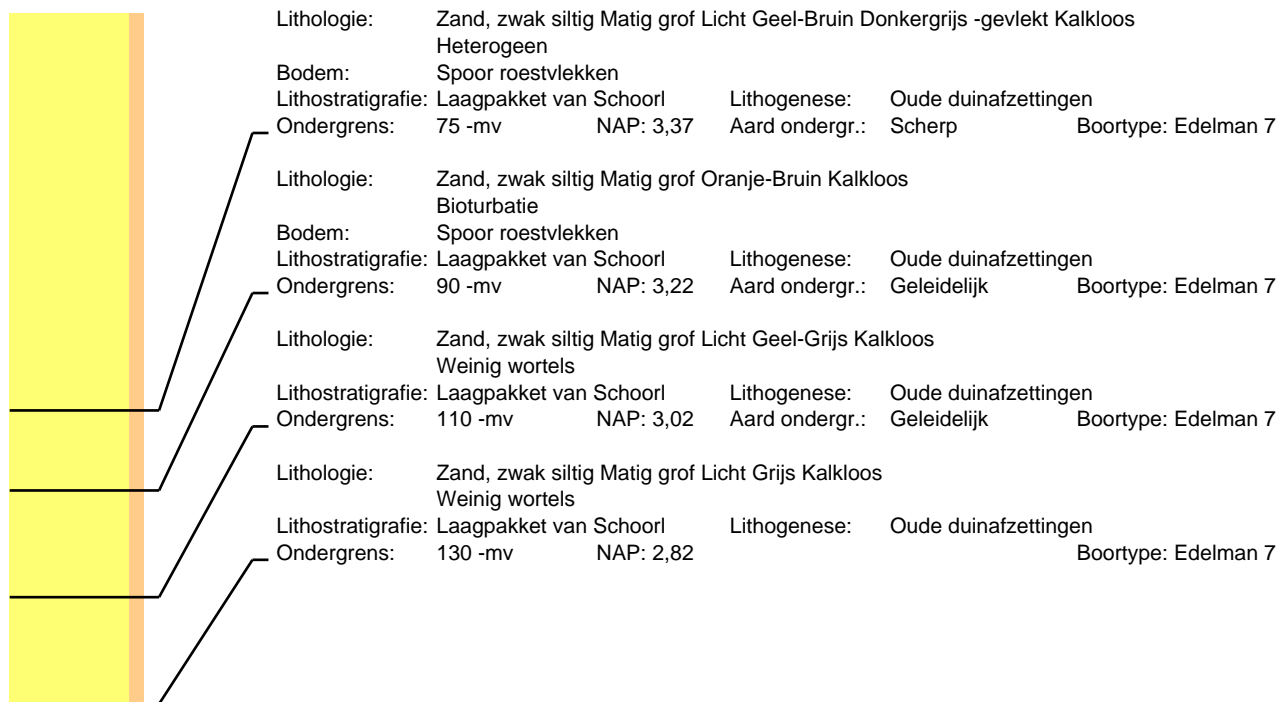 Lithologie: Zand, zwak siltig Matig grof Licht Geel-Bruin Donkergrijs -gevlekt Kalkloos
Heterogeen
Bodem: Spoor roestvlekken
Lithostratigrafie: Laagpakket van Schoorl Lithogenese: Oude duinafzettingen
Ondergrens: 75 -mv NAP: 3,37 Aard ondergr.: Scherp Boortype: Edelman 7
Lithologie: Zand, zwak siltig Matig grof Oranje-Bruin Kalkloos
Bioturbatie
Bodem: Spoor roestvlekken
Lithostratigrafie: Laagpakket van Schoorl Lithogenese: Oude duinafzettingen
Ondergrens: 90 -mv NAP: 3,22 Aard ondergr.: Geleidelijk Boortype: Edelman 7
Lithologie: Zand, zwak siltig Matig grof Licht Geel-Grijs Kalkloos
Weinig wortels
Lithostratigrafie: Laagpakket van Schoorl Lithogenese: Oude duinafzettingen
Ondergrens: 110 -mv NAP: 3,02 Aard ondergr.: Geleidelijk Boortype: Edelman 7
Lithologie: Zand, zwak siltig Matig grof Licht Grijs Kalkloos
Weinig wortels
Lithostratigrafie: Laagpakket van Schoorl Lithogenese: Oude duinafzettingen
Ondergrens: 130 -mv NAP: 2,82 Boortype: Edelman 7